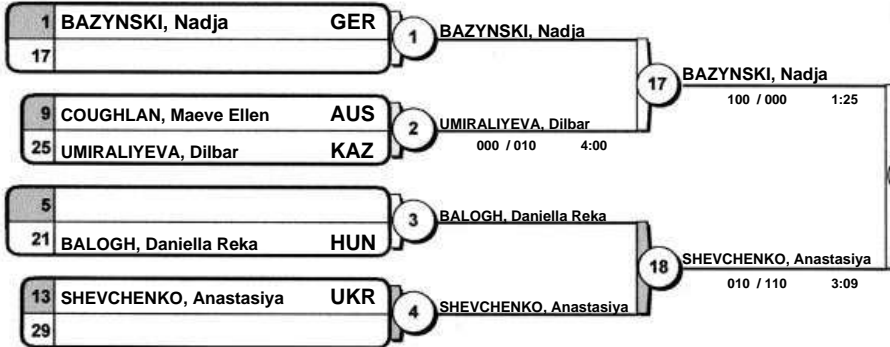 1 BAZYNSKI, Nadja GER
17
1
BAZYNSKI, Nadja
9 COUGHLAN, Maeve Ellen AUS
25 UMIRALIYEVA, Dilbar KAZ
2
UMIRALIYEVA, Dilbar
000 / 010 4:00
17
BAZYNSKI, Nadja
100 / 000 1:25
5
21 BALOGH, Daniella Reka HUN
3
BALOGH, Daniella Reka
13 SHEVCHENKO, Anastasiya UKR
29
4
SHEVCHENKO, Anastasiya
18
SHEVCHENKO, Anastasiya
010 / 110 3:09